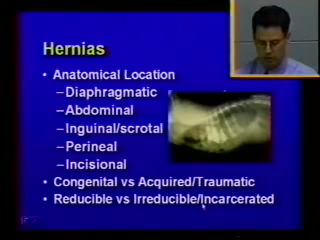 Hernias
• Anatomical Location
–Diaphragmatic
–Abdominal
–Inguinal/scrotal
–Perineal
–Incisional
• Congenital vs Acquired/Traumatic
• Reducible vs Irreducible/Incarcerated